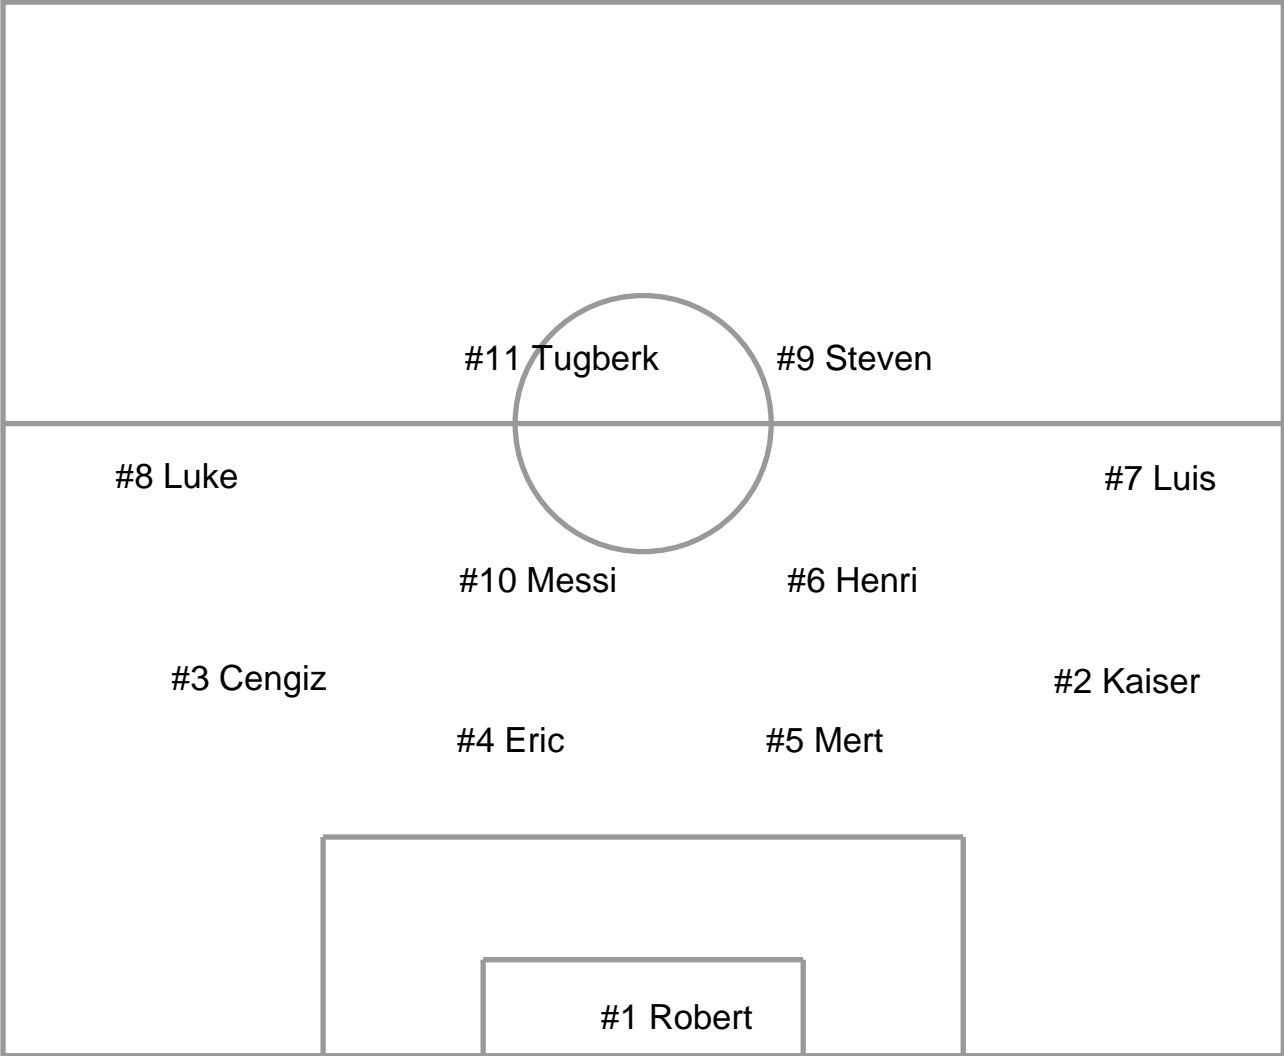 #11 Tugberk
#9 Steven
#8 Luke
#7 Luis
#10 Messi
#6 Henri
#3 Cengiz
#2 Kaiser
#4 Eric
#5 Mert
#1 Robert